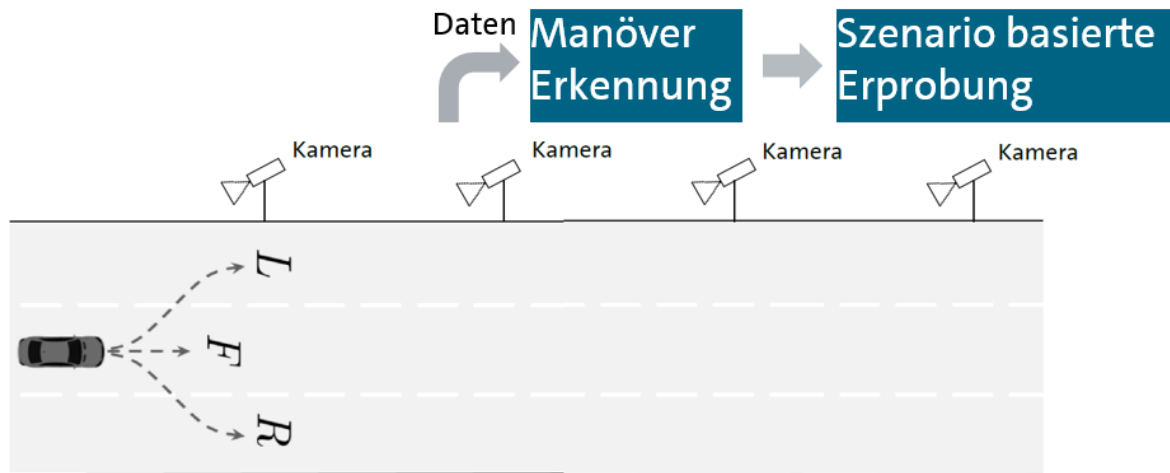 Daten
Manöver
Erkennung
Szenario basierte
Erprobung
Kamera
Kamera
Kamera
Kamera
L
F
R